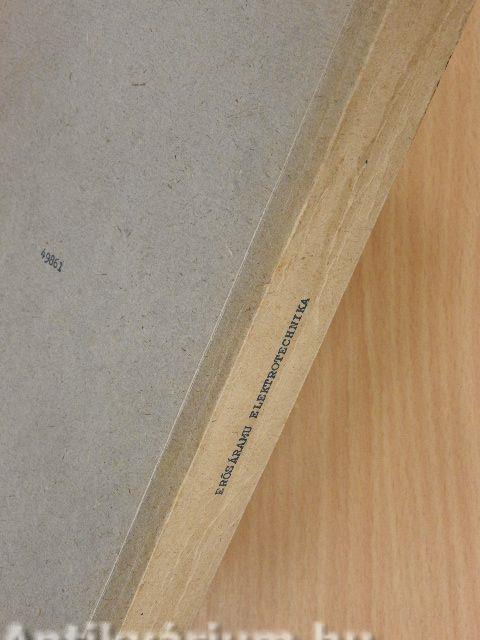 49861
ERŐSÁRAMU ELEKTROTECHNIKA
Antikvárium.hu